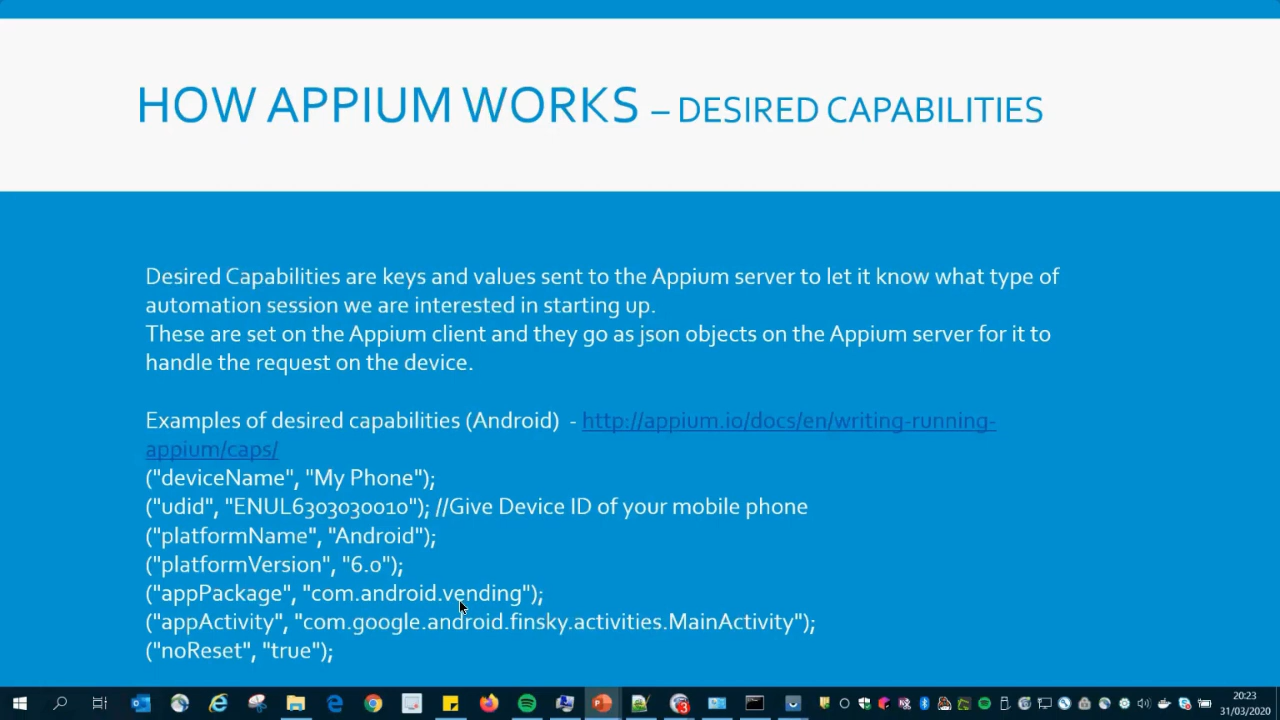 HOW APPIUM WORKS – DESIRED CAPABILITIES
Desired Capabilities are keys and values sent to the Appium server to let it know what type of
automation session we are interested in starting up.
These are set on the Appium client and they go as json objects on the Appium server for it to
handle the request on the device.
Examples of desired capabilities (Android) - http://appium.io/docs/en/writing-running-
appium/caps/
("deviceName", "My Phone");
("udid", "ENUL6303030010"); //Give Device ID of your mobile phone
("platformName", "Android");
("platformVersion", "6.0");
("appPackage", "com.android.vending");
("appActivity", "com.google.android.finsky.activities.MainActivity");
("noReset", "true");
20:23
31/03/2020